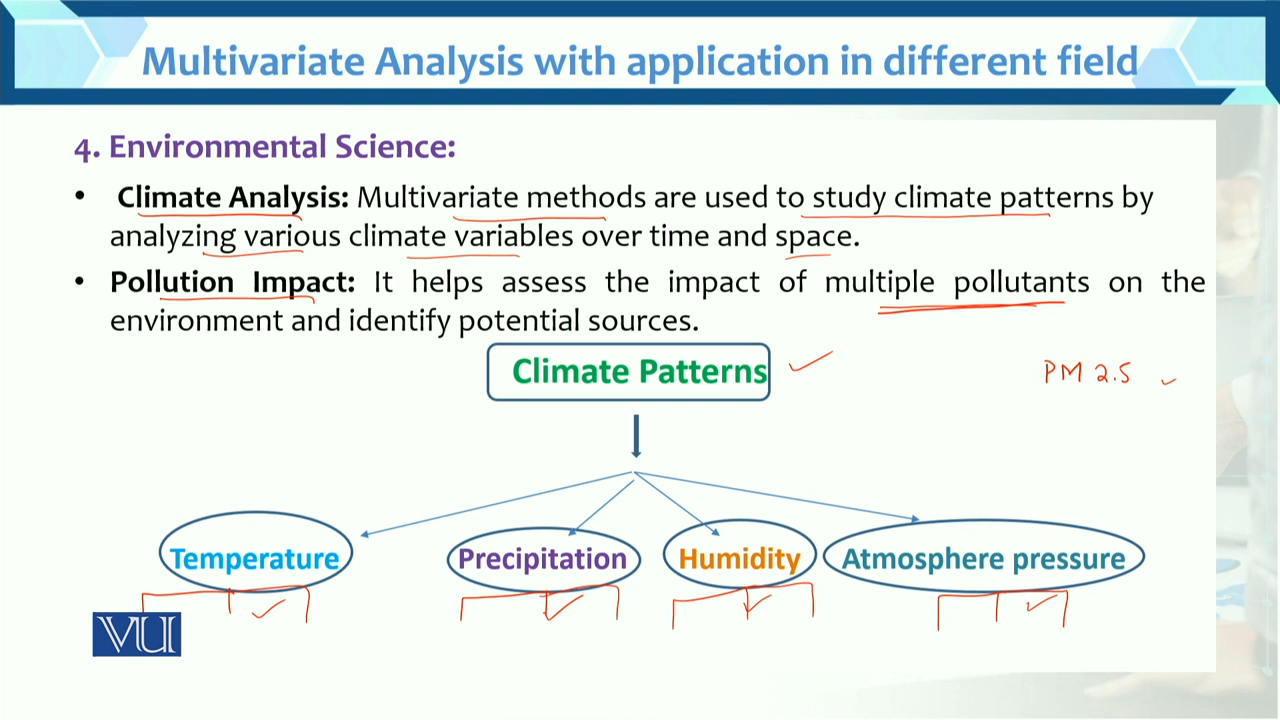 Multivariate Analysis with application in different field
4. Environmental Science:
• Climate Analysis: Multivariate methods are used to study climate patterns by
analyzing various climate variables over time and space.
• Pollution Impact: It helps assess the impact of multiple pollutants on the
environment and identify potential sources.
Climate Patterns
PM 2.5
Temperature
Precipitation
Humidity
Atmosphere pressure
VU